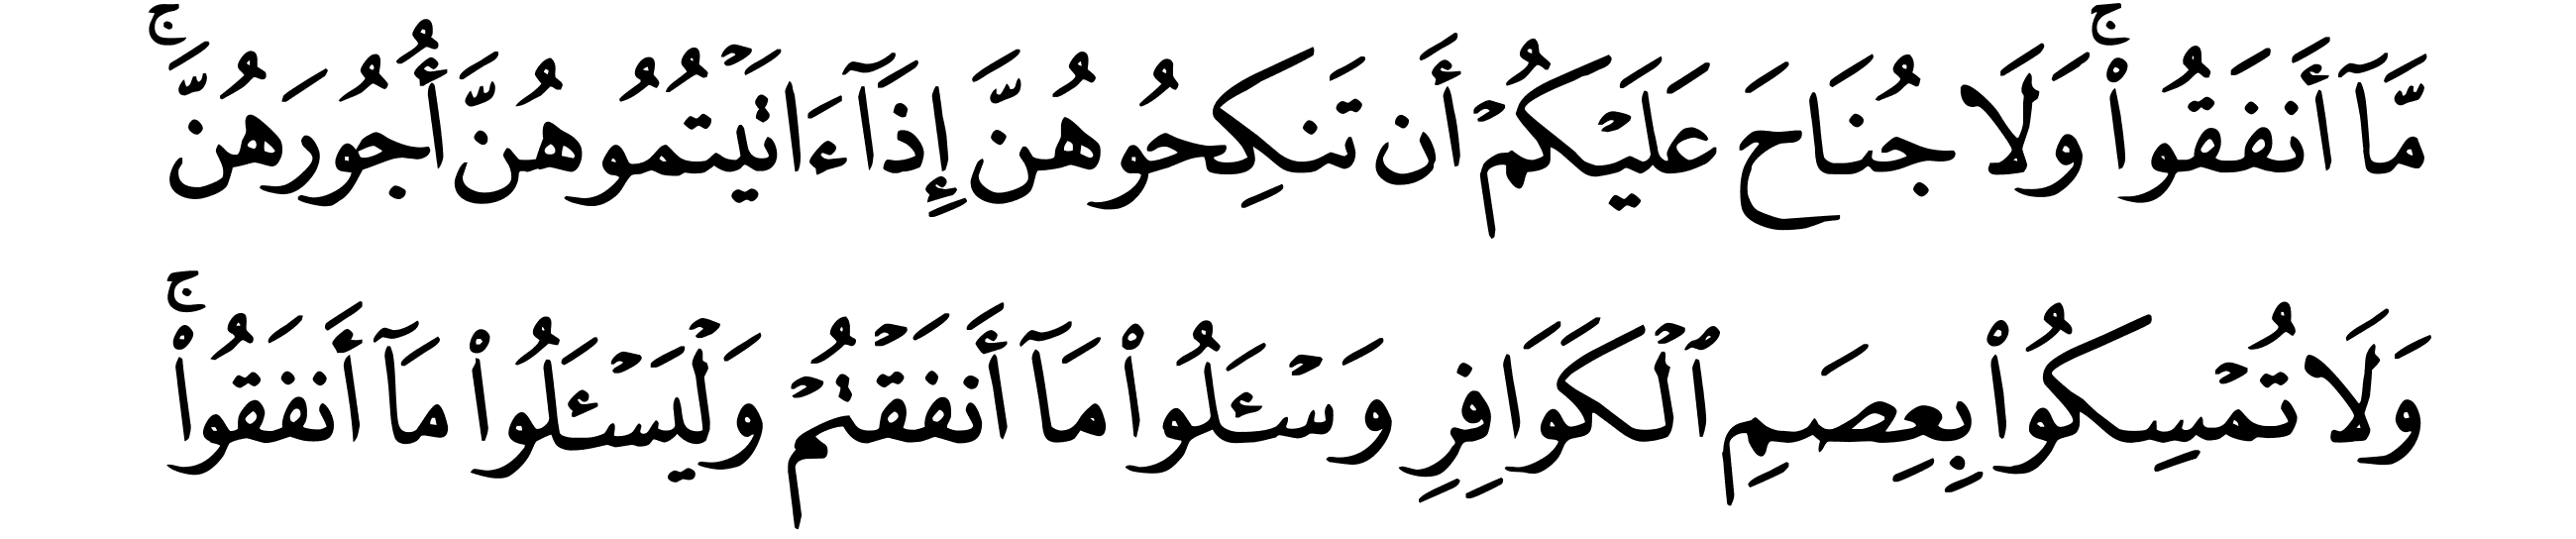 مَّآ أَنفَقُوا۟ ۚ وَلَا جُنَاحَ عَلَيْكُمْ أَن تَنكِحُوهُنَّ إِذَآ ءَاتَيْتُمُوهُنَّ أُجُورَهُنَّ ۚ
وَلَا تُمْسِكُوا۟ بِعِصَمِ ٱلْكَوَافِرِ وَسْـَٔلُوا۟ مَآ أَنفَقْتُمْ وَلْيَسْـَٔلُوا۟ مَآ أَنفَقُوا۟ ۚ